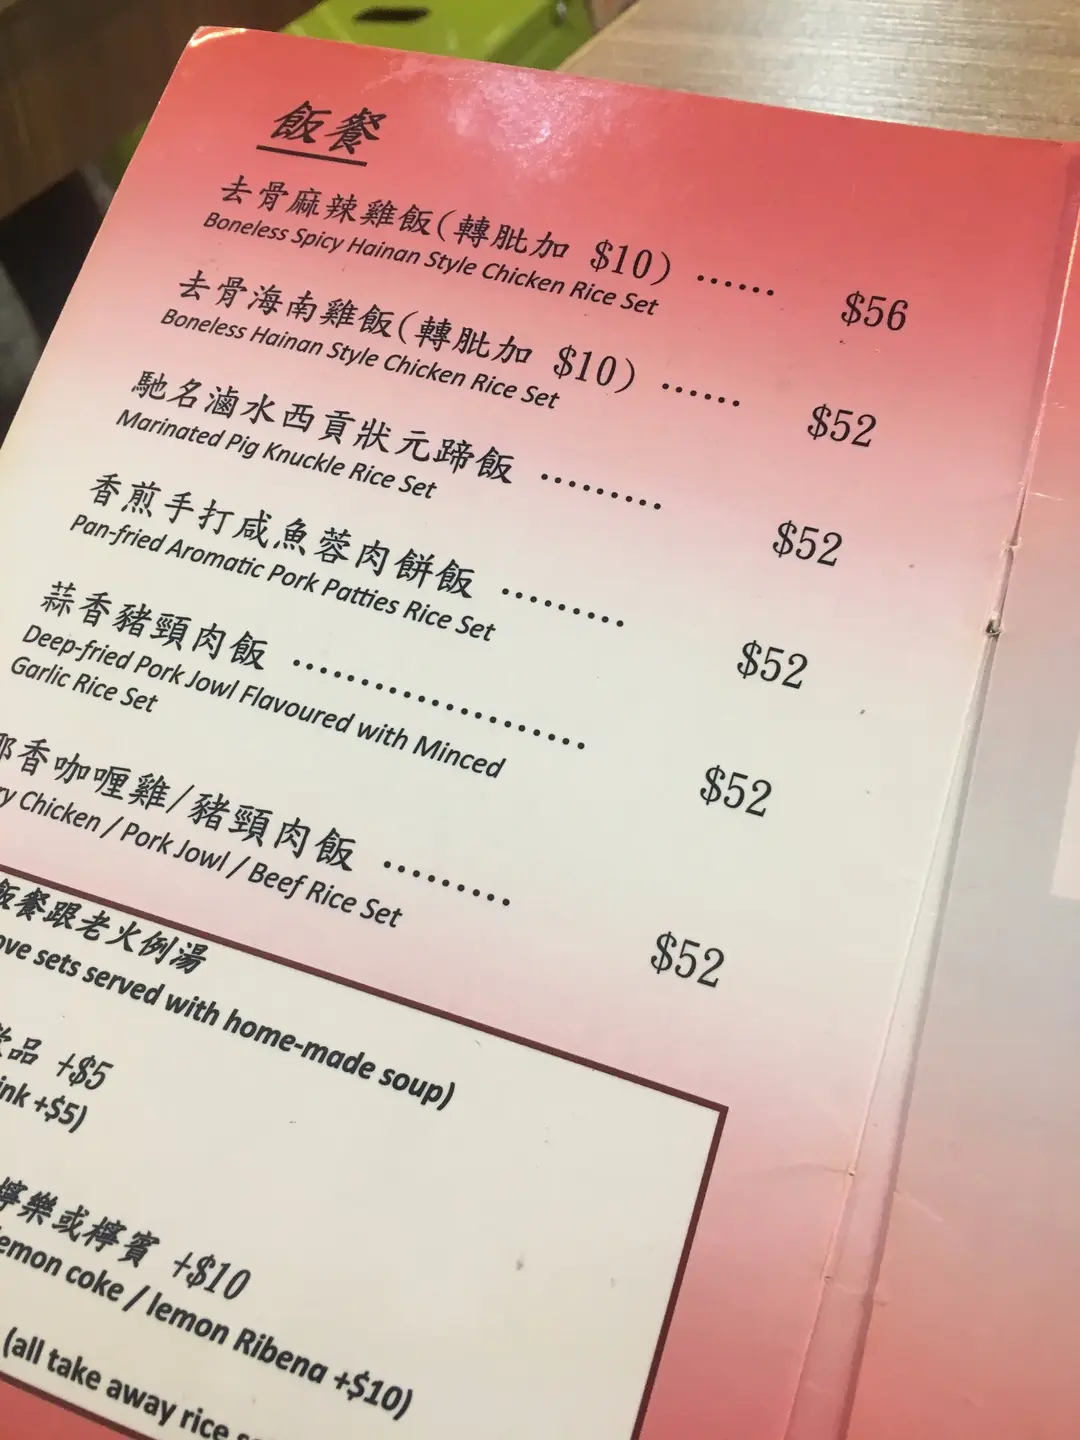 飯餐
去骨麻辣雞飯(轉肶加 $10) ...... $56
Boneless Spicy Hainan Style Chicken Rice Set
去骨海南雞飯(轉肶加 $10) ...... $52
Boneless Hainan Style Chicken Rice Set
馳名滷水西貢狀元蹄飯 ......... $52
Marinated Pig Knuckle Rice Set
香煎手打咸魚蓉肉餅飯 ......... $52
Pan-fried Aromatic Pork Patties Rice Set
蒜香豬頸肉飯 ...................... $52
Deep-fried Pork Jowl Flavoured with Minced
Garlic Rice Set
香咖喱雞/豬頸肉飯 ......... $52
Chicken / Pork Jowl / Beef Rice Set
飯餐跟老火例湯
sets served with home-made soup)
品 +$5
+$5)
檸樂或檸賓 +$10
lemon coke / lemon Ribena +$10)
(all take away rice